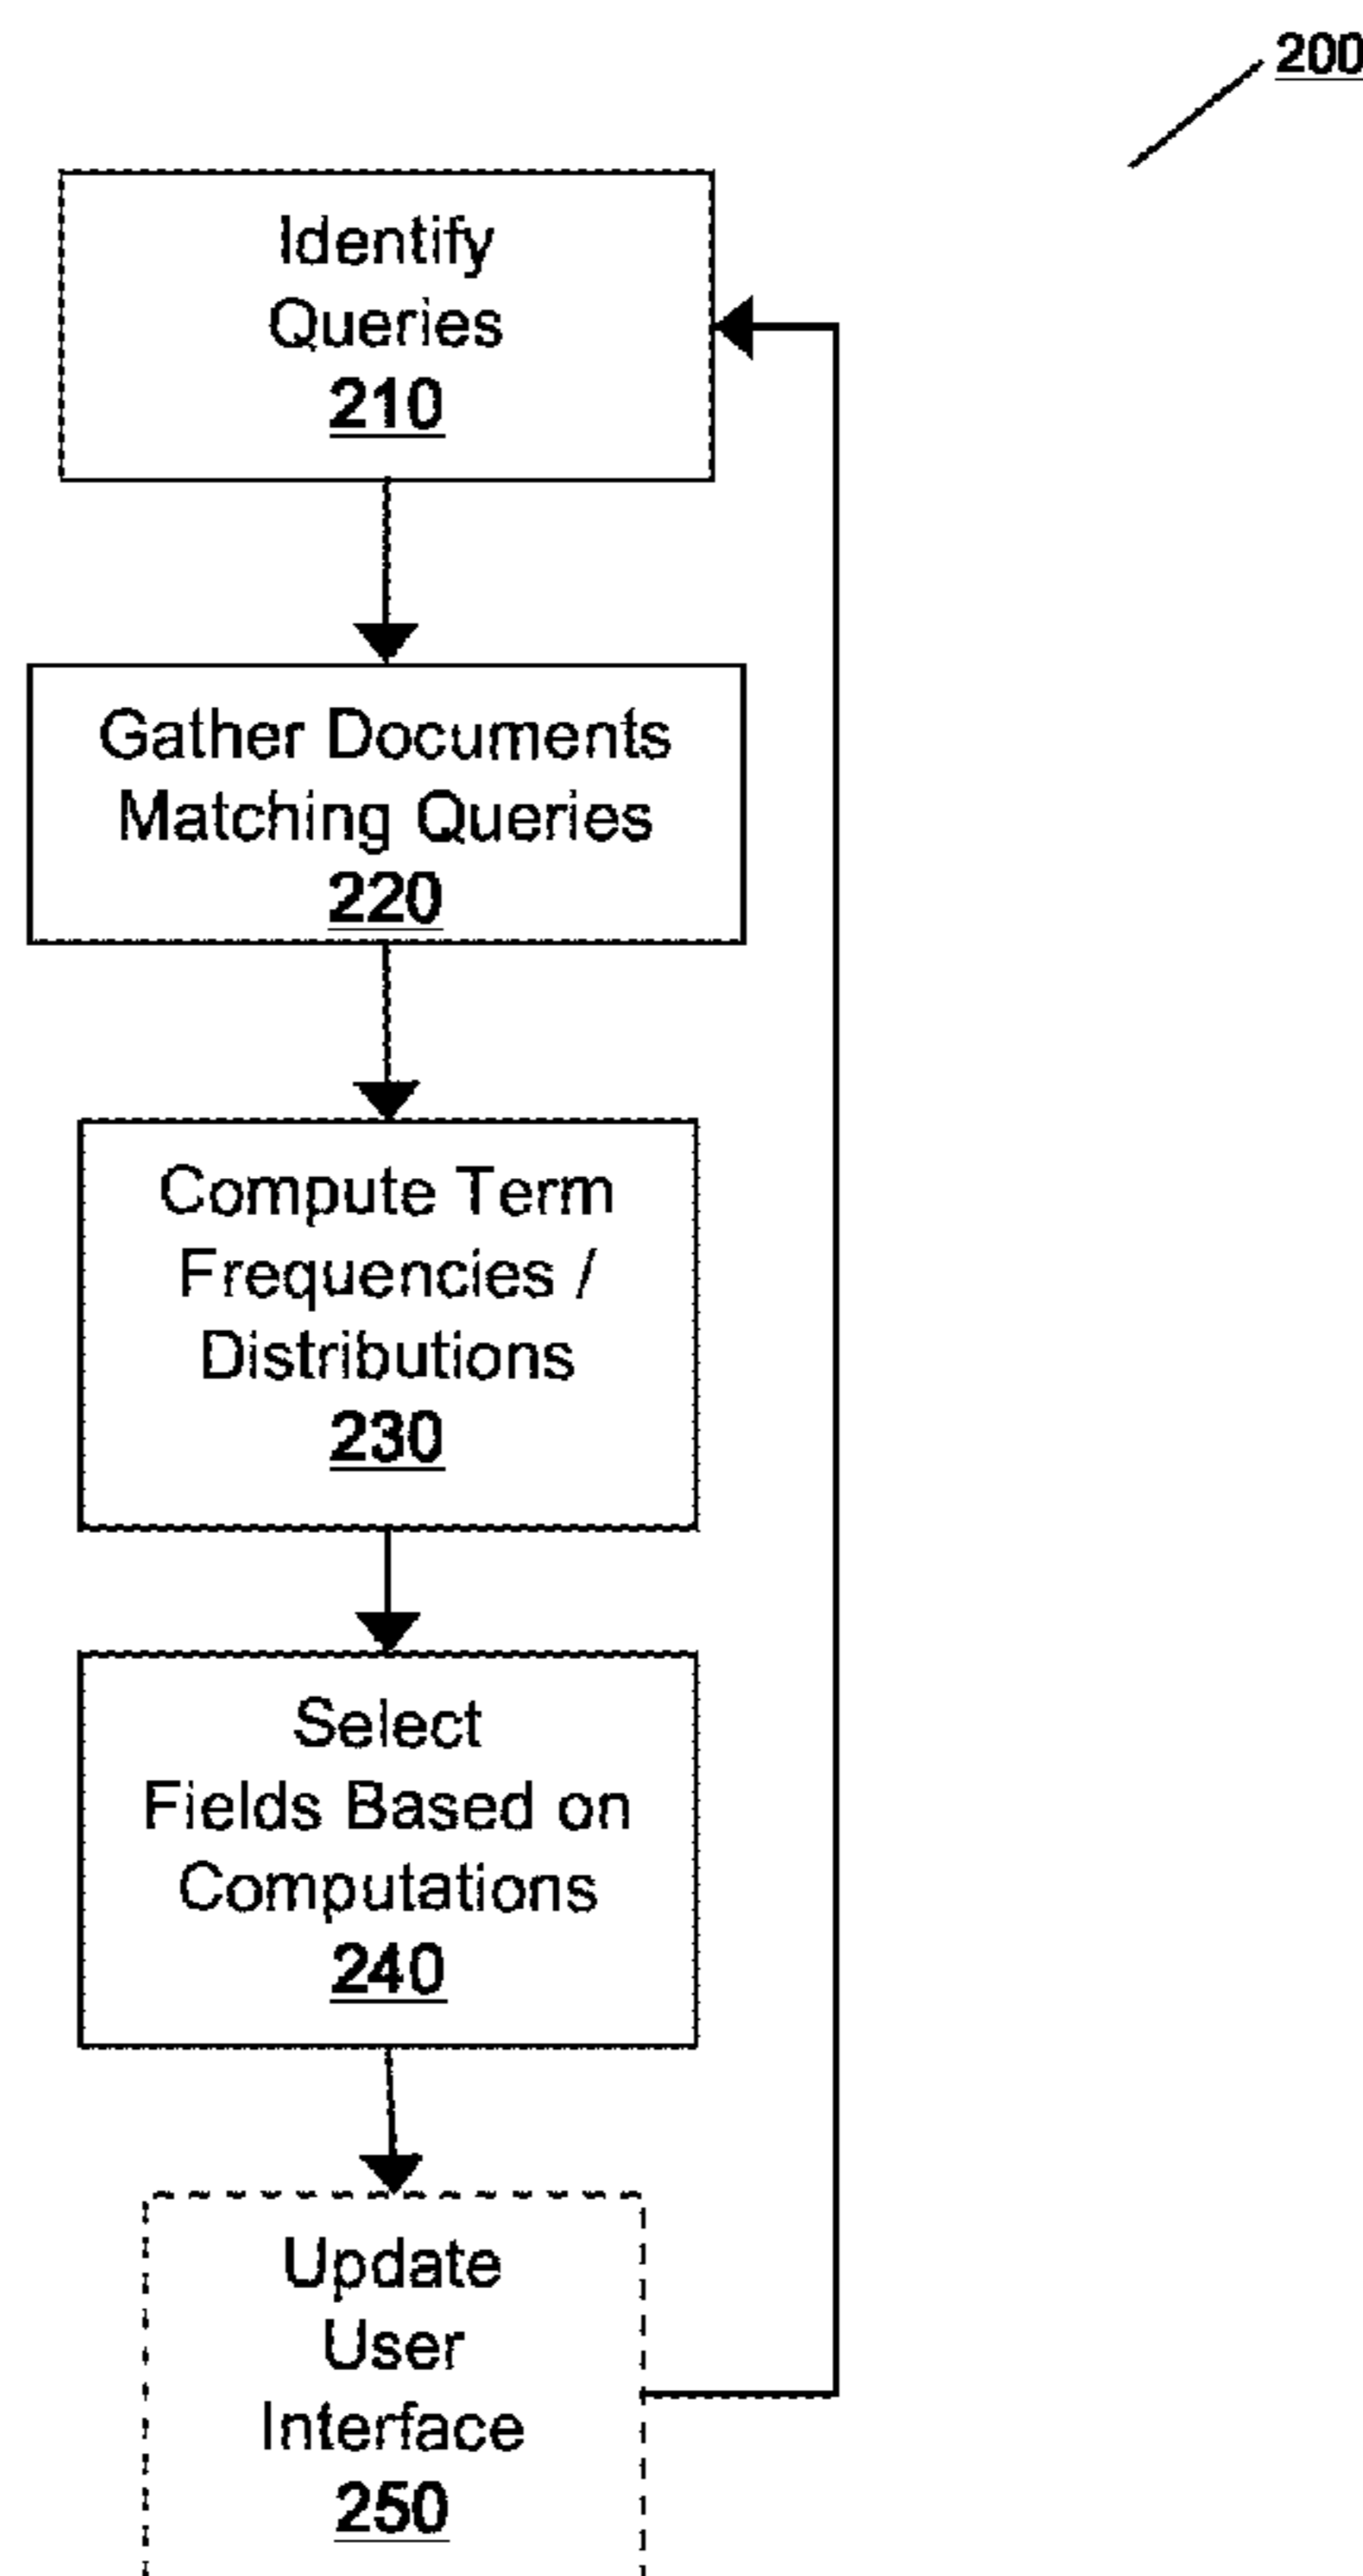 200
Identify
Queries
210
Gather Documents
Matching Queries
220
Compute Term
Frequencies /
Distributions
230
Select
Fields Based on
Computations
240
Update
User
Interface
250